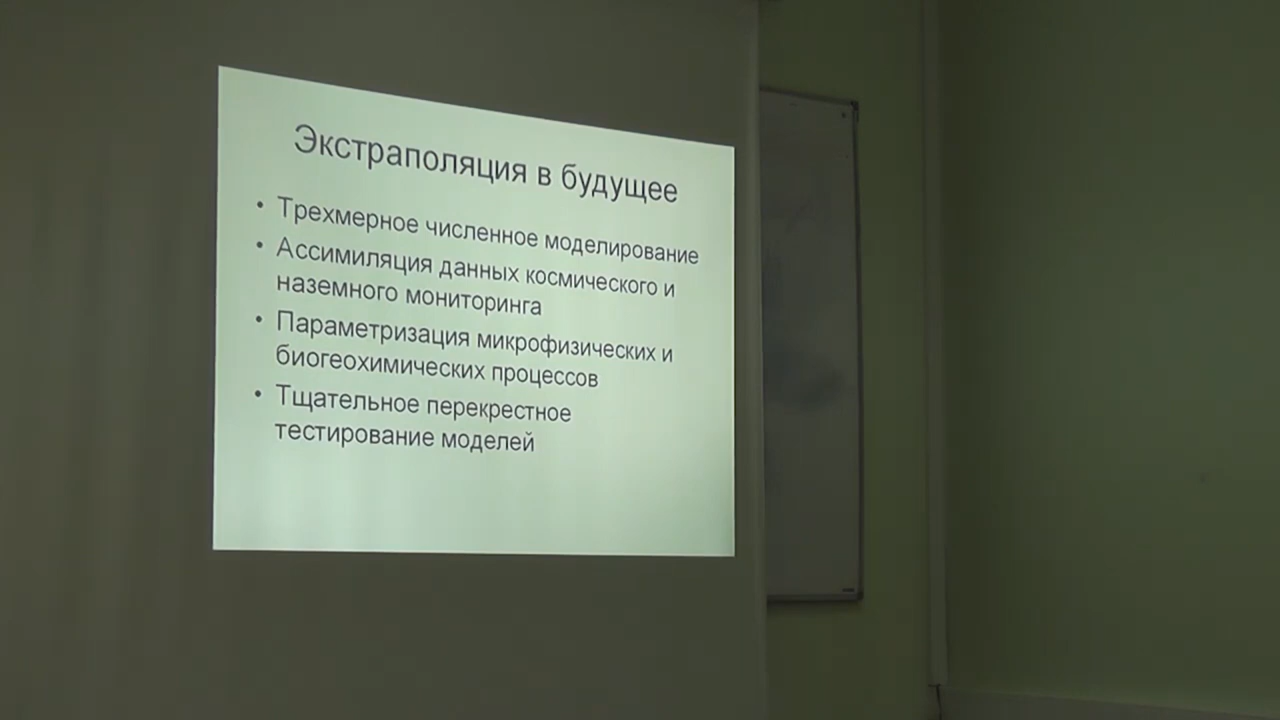 Экстраполяция в будущее
• Трехмерное численное моделирование
• Ассимиляция данных космического и
наземного мониторинга
• Параметризация микрофизических и
биогеохимических процессов
• Тщательное перекрестное
тестирование моделей